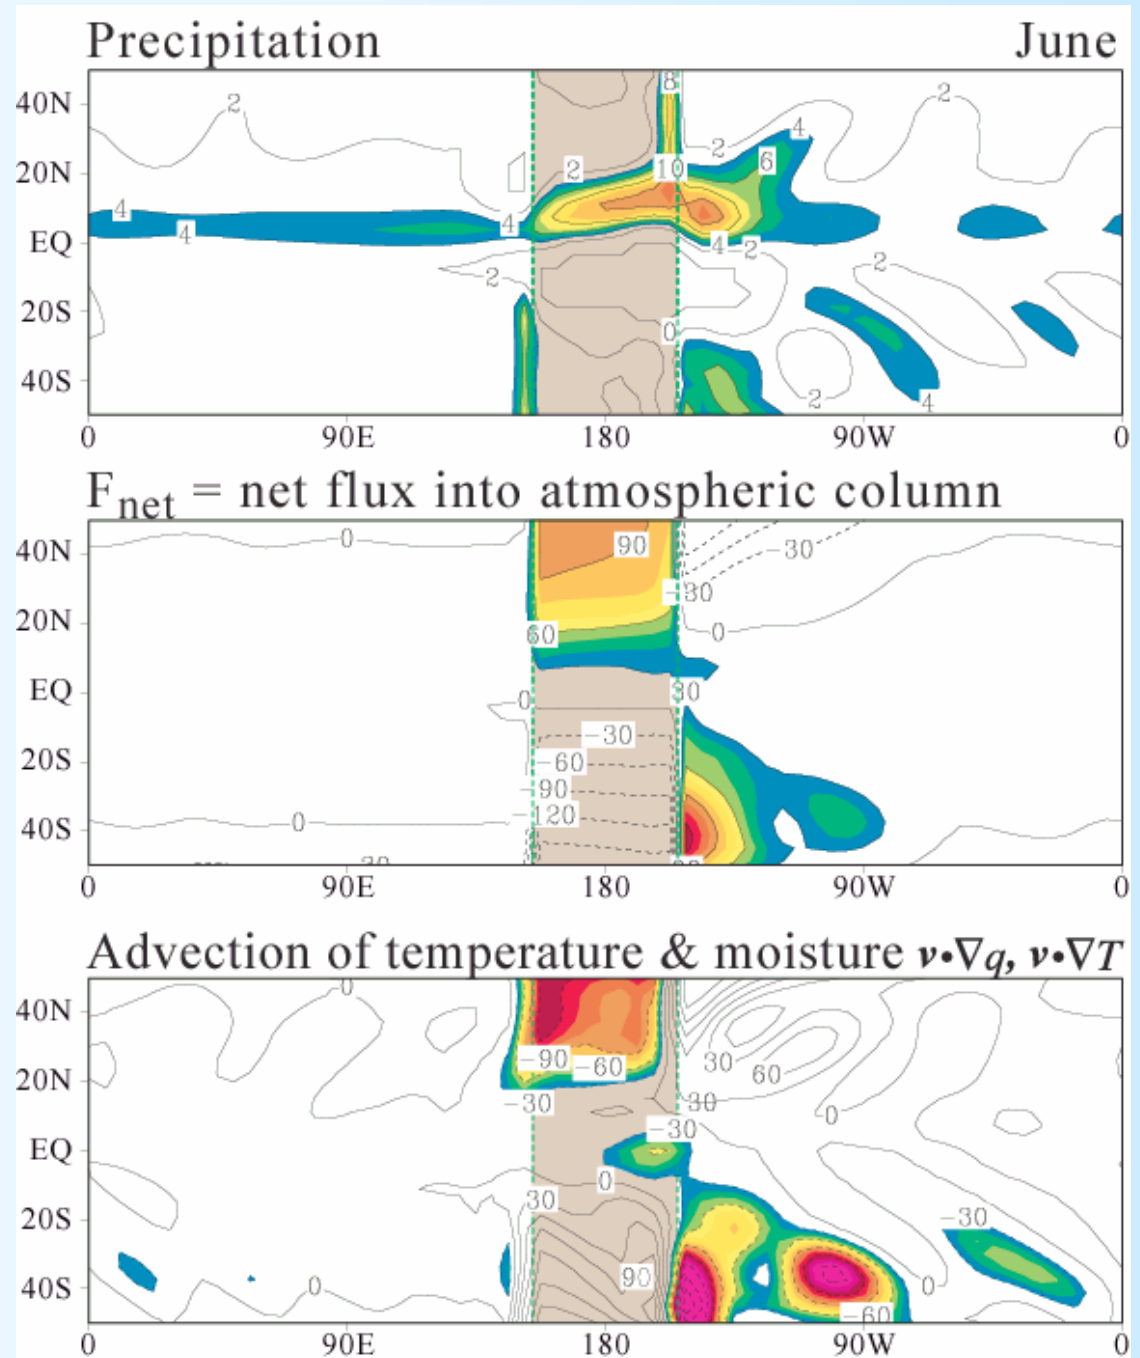 Precipitation June
40N
20N
EQ
20S
40S
2
8
2
4
2
2
10
6
4
4
4
4
2
2
2
0
2
4
0 90E 180 90W 0
F_net = net flux into atmospheric column
40N
20N
EQ
20S
40S
0
90
-30
-30
60
0
0
30
-30
-60
-90
-120
0
0 90E 180 90W 0
Advection of temperature & moisture v•∇q, v•∇T
40N
20N
EQ
20S
40S
0
-90
-60
30
60
-30
30
0
-30
0
30
-30
90
0
0
-60
0 90E 180 90W 0